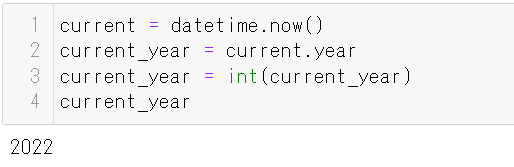 1 current = datetime.now()
2 current_year = current.year
3 current_year = int(current_year)
4 current_year
2022